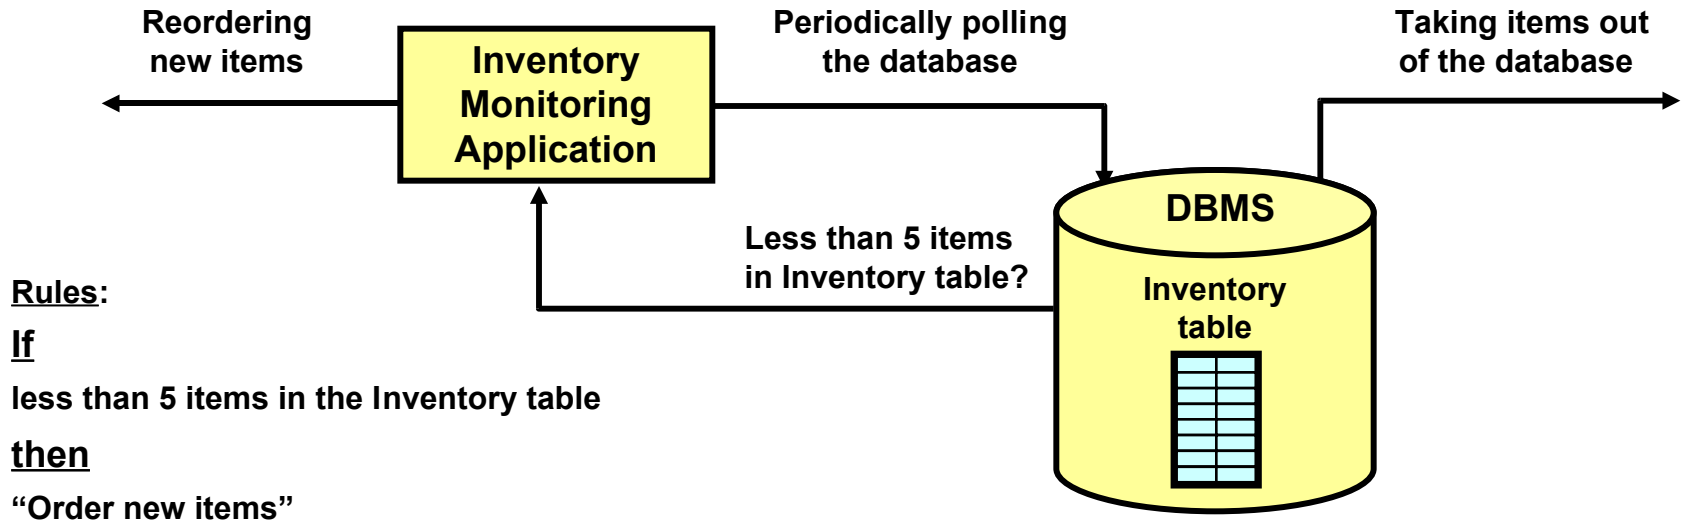 Reordering
new items
Inventory
Monitoring
Application
Periodically polling
the database
Taking items out
of the database
DBMS
Less than 5 items
in Inventory table?
Inventory
table
Rules:
If
less than 5 items in the Inventory table
then
“Order new items”